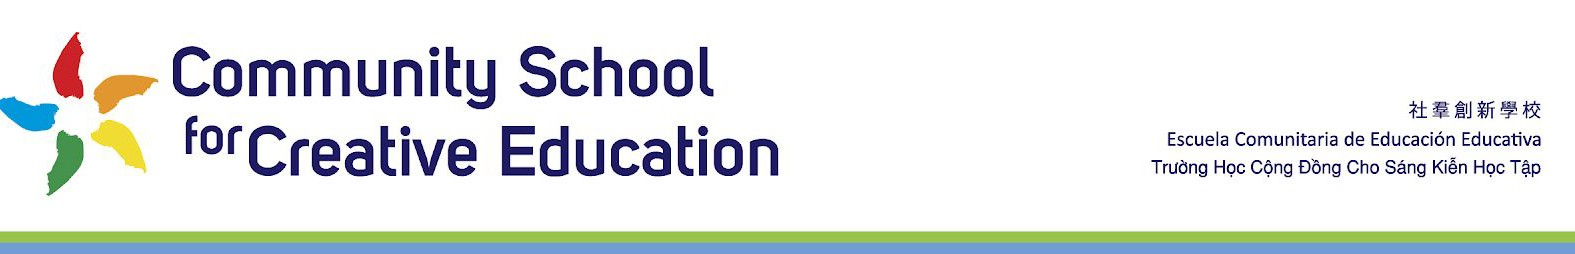 Community School
for Creative Education
社羣創新學校
Escuela Comunitaria de Educación Educativa
Trường Học Cộng Đồng Cho Sáng Kiễn Học Tập